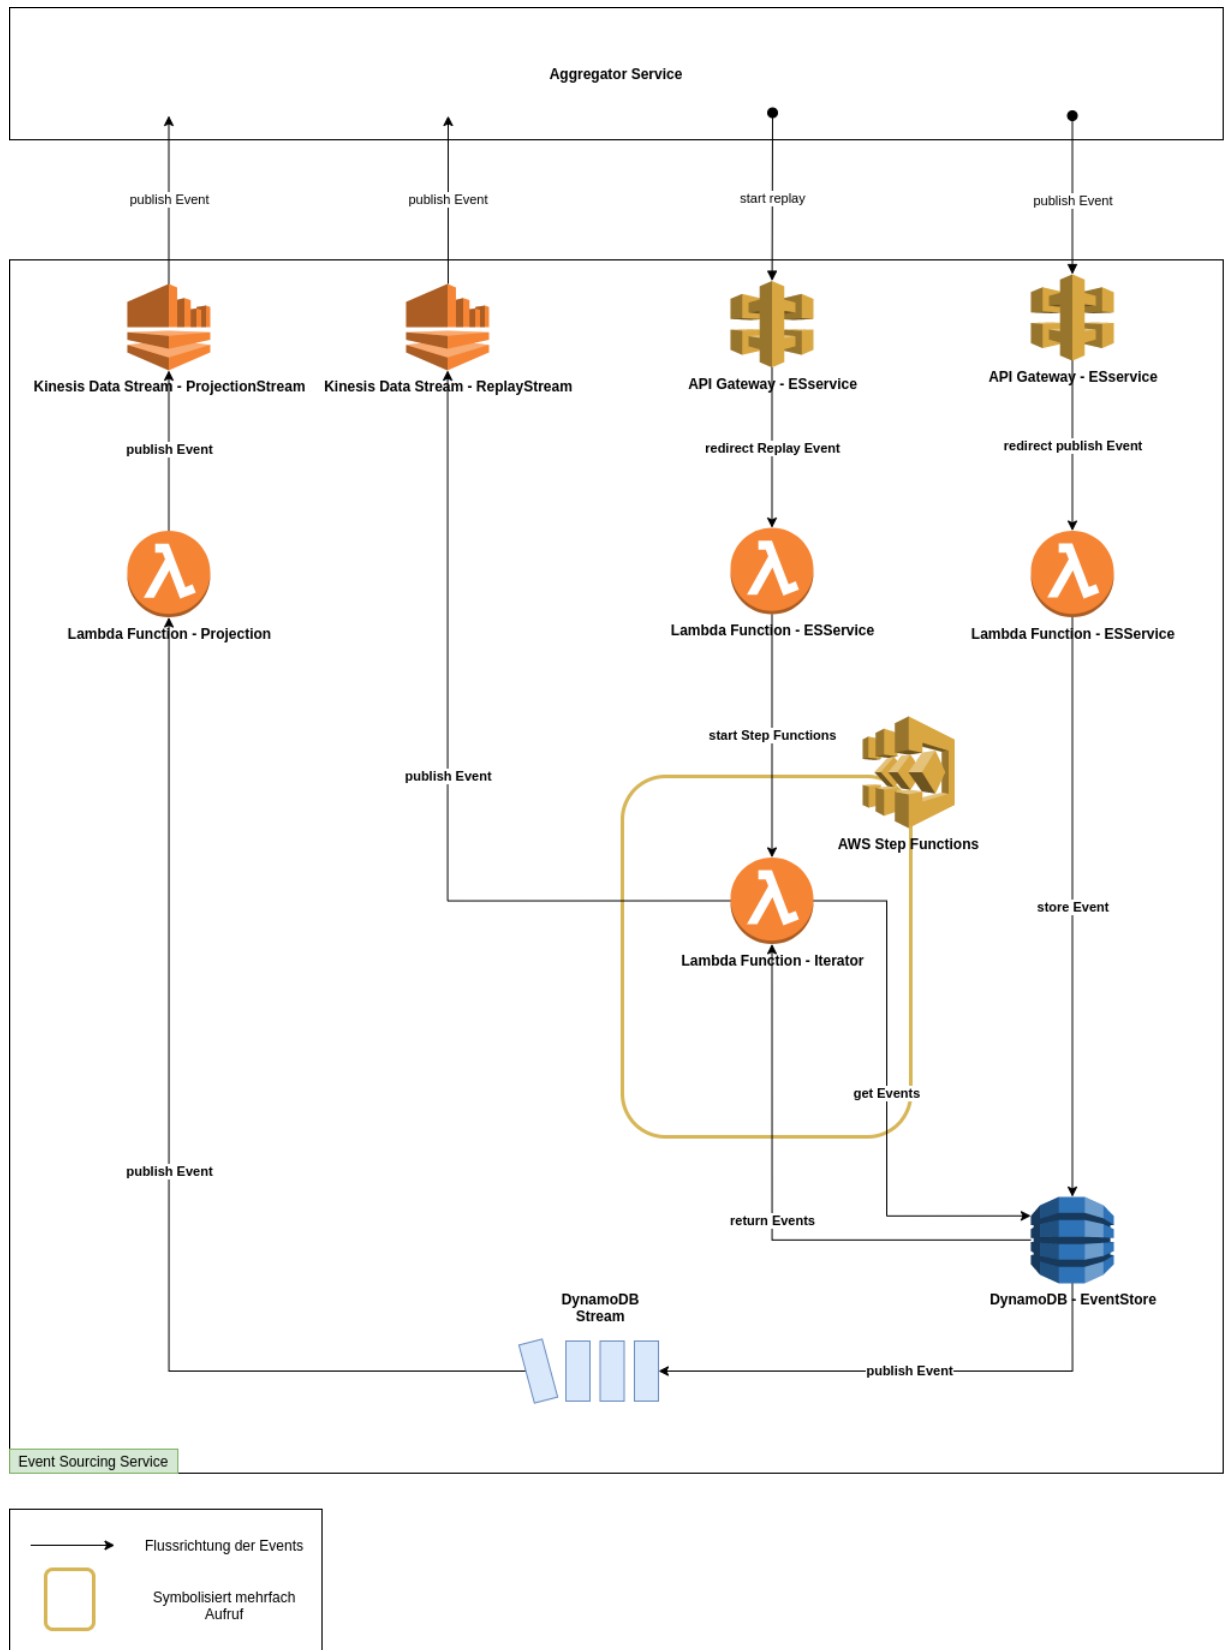 Aggregator Service
publish Event
publish Event
start replay
publish Event
Kinesis Data Stream - ProjectionStream
Kinesis Data Stream - ReplayStream
API Gateway - ESservice
API Gateway - ESservice
publish Event
redirect Replay Event
redirect publish Event
Lambda Function - Projection
Lambda Function - ESService
Lambda Function - ESService
start Step Functions
publish Event
AWS Step Functions
store Event
Lambda Function - Iterator
get Events
publish Event
return Events
DynamoDB
Stream
DynamoDB - EventStore
publish Event
Event Sourcing Service
Flussrichtung der Events
Symbolisiert mehrfach
Aufruf